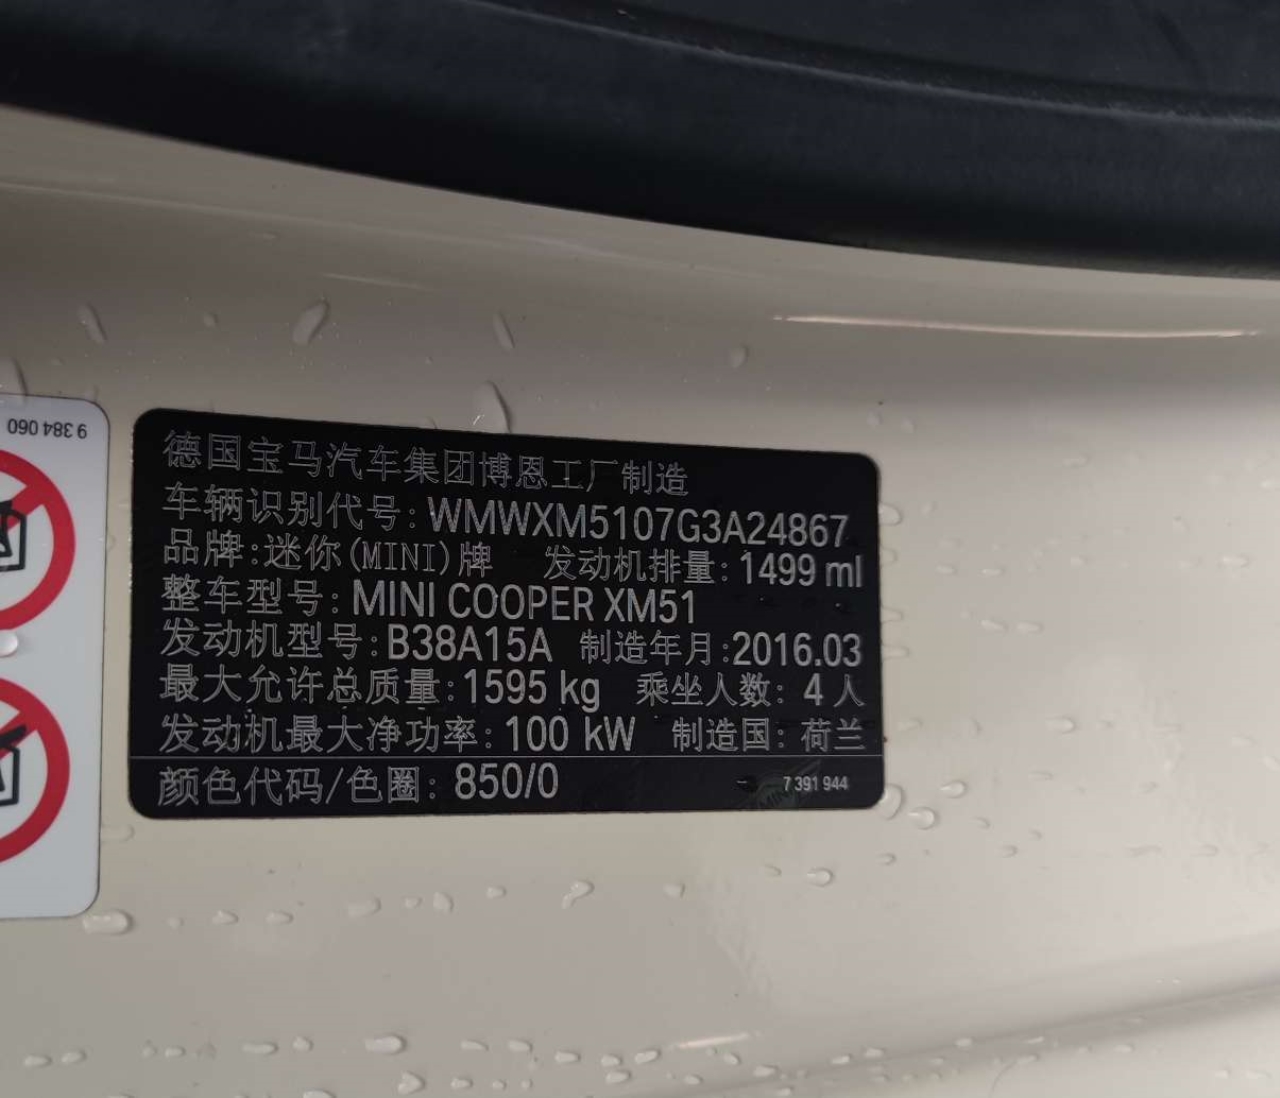 9 384 060
德国宝马汽车集团博恩工厂制造
车辆识别代号: WMWXM5107G3A24867
品牌:迷你(MINI)牌 发动机排量: 1499 ml
整车型号: MINI COOPER XM51
发动机型号: B38A15A 制造年月:2016.03
最大允许总质量: 1595 kg 乘坐人数: 4 人
发动机最大净功率: 100 kW 制造国: 荷兰
颜色代码/色圈: 850/0 7 391 944